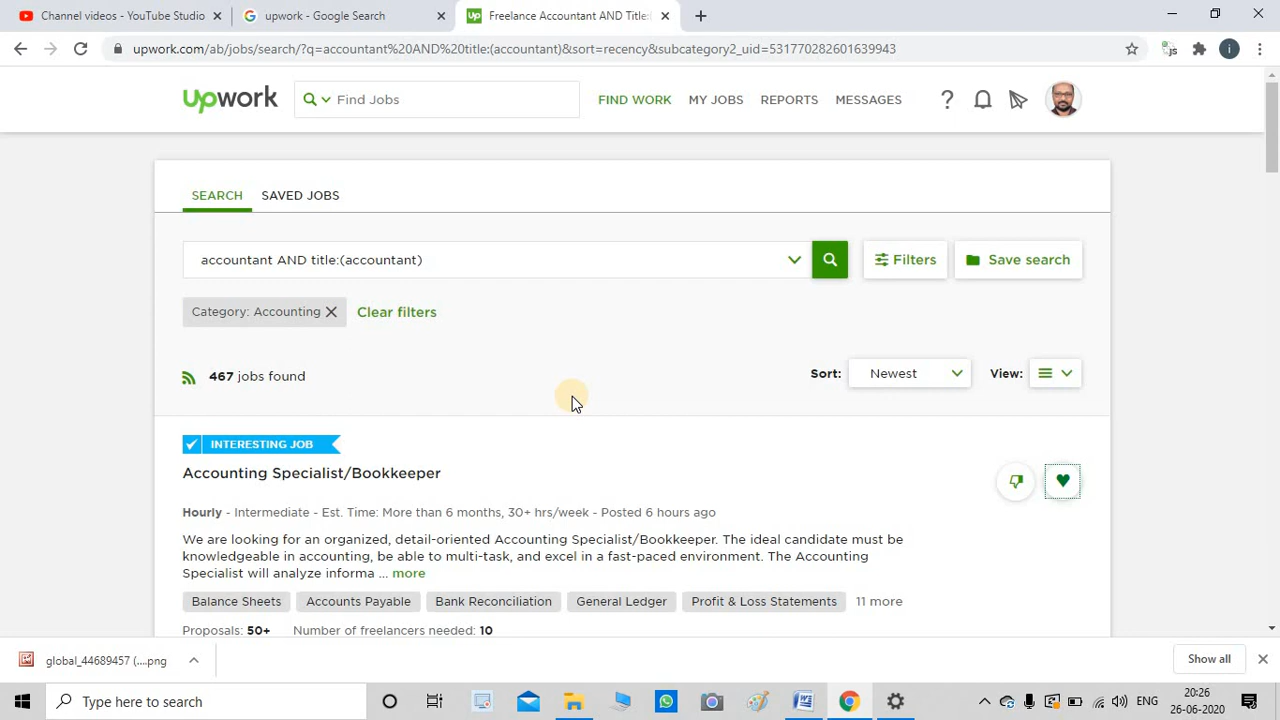 Channel videos - YouTube Studio
upwork - Google Search
Freelance Accountant AND Title:
upwork.com/ab/jobs/search/?q=accountant%20AND%20title:(accountant)&sort=recency&subcategory2_uid=531770282601639943
upwork
Find Jobs
FIND WORK
MY JOBS
REPORTS
MESSAGES
SEARCH
SAVED JOBS
accountant AND title:(accountant)
Filters
Save search
Category: Accounting
Clear filters
467 jobs found
Sort:
Newest
View:
INTERESTING JOB
Accounting Specialist/Bookkeeper
Hourly - Intermediate - Est. Time: More than 6 months, 30+ hrs/week - Posted 6 hours ago
We are looking for an organized, detail-oriented Accounting Specialist/Bookkeeper. The ideal candidate must be
knowledgeable in accounting, be able to multi-task, and excel in a fast-paced environment. The Accounting
Specialist will analyze informa ... more
Balance Sheets
Accounts Payable
Bank Reconciliation
General Ledger
Profit & Loss Statements
11 more
Proposals: 50+
Number of freelancers needed: 10
global_44689457 (....png
Show all
Type here to search
ENG
20:26
26-06-2020